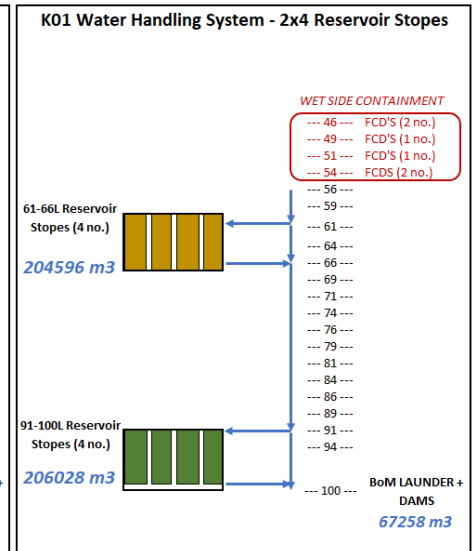 K01 Water Handling System - 2x4 Reservoir Stopes
WET SIDE CONTAINMENT
--- 46 --- FCD'S (2 no.)
--- 49 --- FCD'S (1 no.)
--- 51 --- FCD'S (1 no.)
--- 54 --- FCDS (2 no.)
--- 56 ---
--- 59 ---
61-66L Reservoir
Stopes (4 no.)
204596 m3
--- 61 ---
--- 64 ---
--- 66 ---
--- 69 ---
--- 71 ---
--- 74 ---
--- 76 ---
--- 79 ---
--- 81 ---
--- 84 ---
--- 86 ---
--- 89 ---
91-100L Reservoir
Stopes (4 no.)
206028 m3
--- 91 ---
--- 94 ---
--- 100 ---
BoM LAUNDER +
DAMS
67258 m3
+